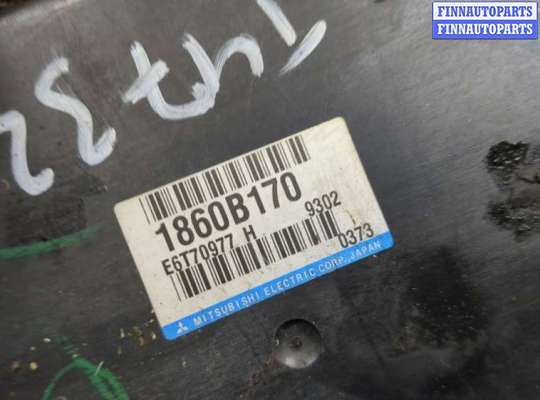 FINNAUTOPARTS
FINNAUTOPARTS
1860B170
E6T70977 H 9302
0373
MITSUBISHI ELECTRIC CORP. JAPAN